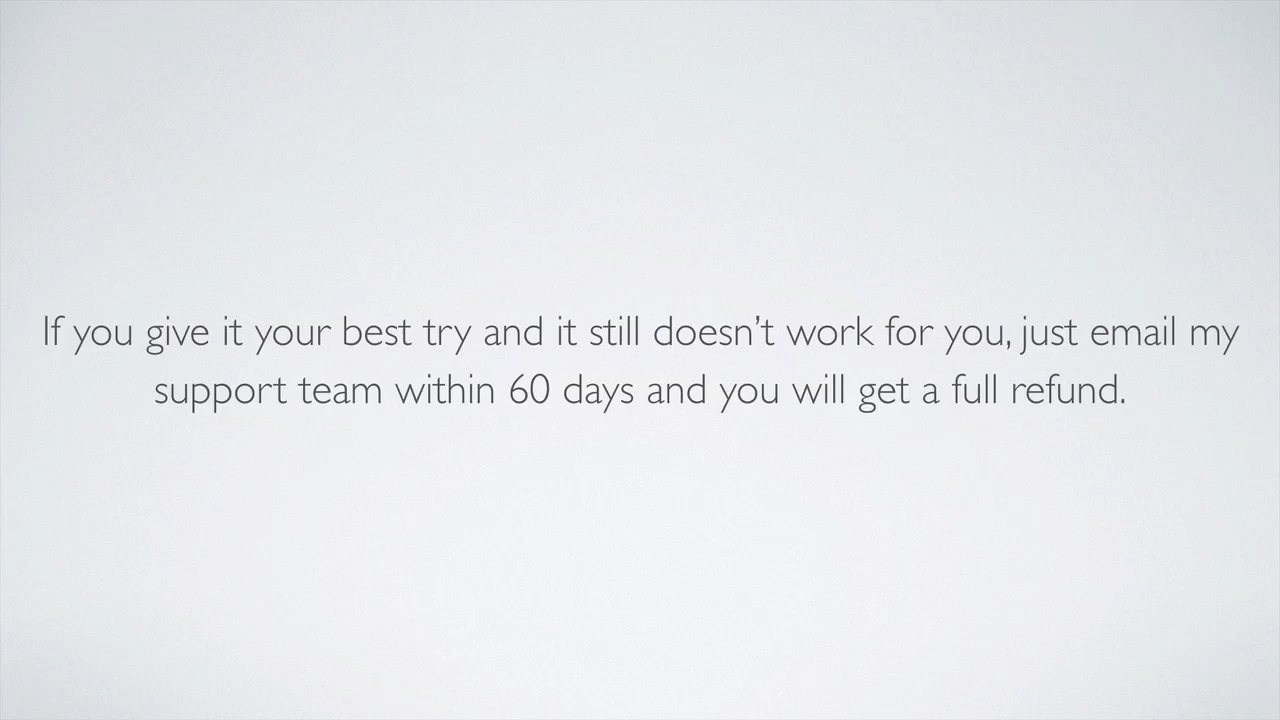 If you give it your best try and it still doesn’t work for you, just email my
support team within 60 days and you will get a full refund.